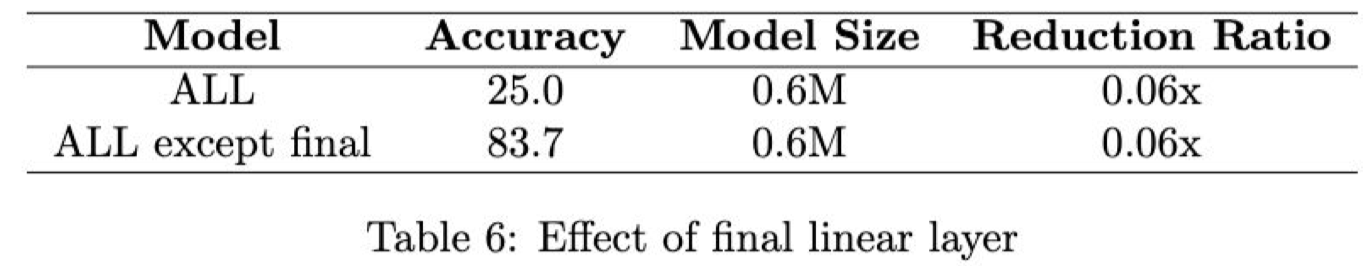 Model Accuracy Model Size Reduction Ratio
ALL 25.0 0.6M 0.06x
ALL except final 83.7 0.6M 0.06x
Table 6: Effect of final linear layer